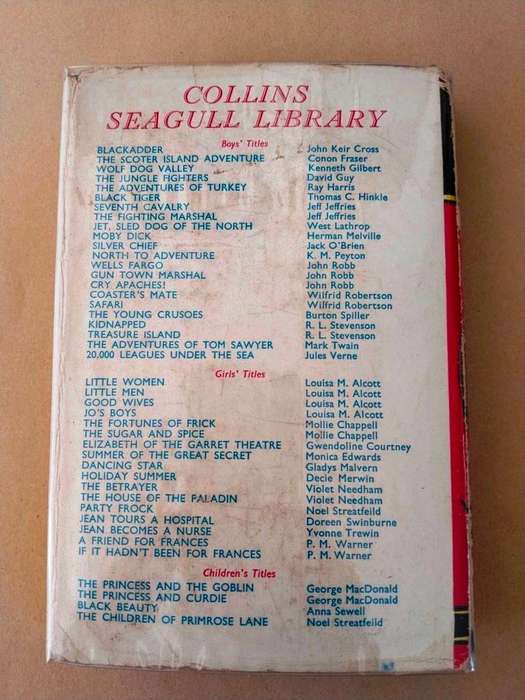 COLLINS
SEAGULL LIBRARY
Boys' Titles
BLACKADDER John Keir Cross
THE SCOTER ISLAND ADVENTURE Conon Fraser
WOLF DOG VALLEY Kenneth Gilbert
THE JUNGLE FIGHTERS David Guy
THE ADVENTURES OF TURKEY Ray Harris
BLACK TIGER Thomas C. Hinkle
SEVENTH CAVALRY Jeff Jeffries
THE FIGHTING MARSHAL Jeff Jeffries
JET, SLED DOG OF THE NORTH West Lathrop
MOBY DICK Herman Melville
SILVER CHIEF Jack O'Brien
NORTH TO ADVENTURE K. M. Peyton
WELLS FARGO John Robb
GUN TOWN MARSHAL John Robb
CRY APACHES! John Robb
COASTER'S MATE Wilfrid Robertson
SAFARI Wilfrid Robertson
THE YOUNG CRUSOES Burton Spiller
KIDNAPPED R. L. Stevenson
TREASURE ISLAND R. L. Stevenson
THE ADVENTURES OF TOM SAWYER Mark Twain
20,000 LEAGUES UNDER THE SEA Jules Verne
Girls' Titles
LITTLE WOMEN Louisa M. Alcott
LITTLE MEN Louisa M. Alcott
GOOD WIVES Louisa M. Alcott
JO'S BOYS Louisa M. Alcott
THE FORTUNES OF FRICK Mollie Chappell
THE SUGAR AND SPICE Mollie Chappell
ELIZABETH OF THE GARRET THEATRE Gwendoline Courtney
SUMMER OF THE GREAT SECRET Monica Edwards
DANCING STAR Gladys Malvern
HOLIDAY SUMMER Decie Merwin
THE BETRAYER Violet Needham
THE HOUSE OF THE PALADIN Violet Needham
PARTY FROCK Noel Streatfeild
JEAN TOURS A HOSPITAL Doreen Swinburne
JEAN BECOMES A NURSE Yvonne Trewin
A FRIEND FOR FRANCES P. M. Warner
IF IT HADN'T BEEN FOR FRANCES P. M. Warner
Children's Titles
THE PRINCESS AND THE GOBLIN George MacDonald
THE PRINCESS AND CURDIE George MacDonald
BLACK BEAUTY Anna Sewell
THE CHILDREN OF PRIMROSE LANE Noel Streatfeild